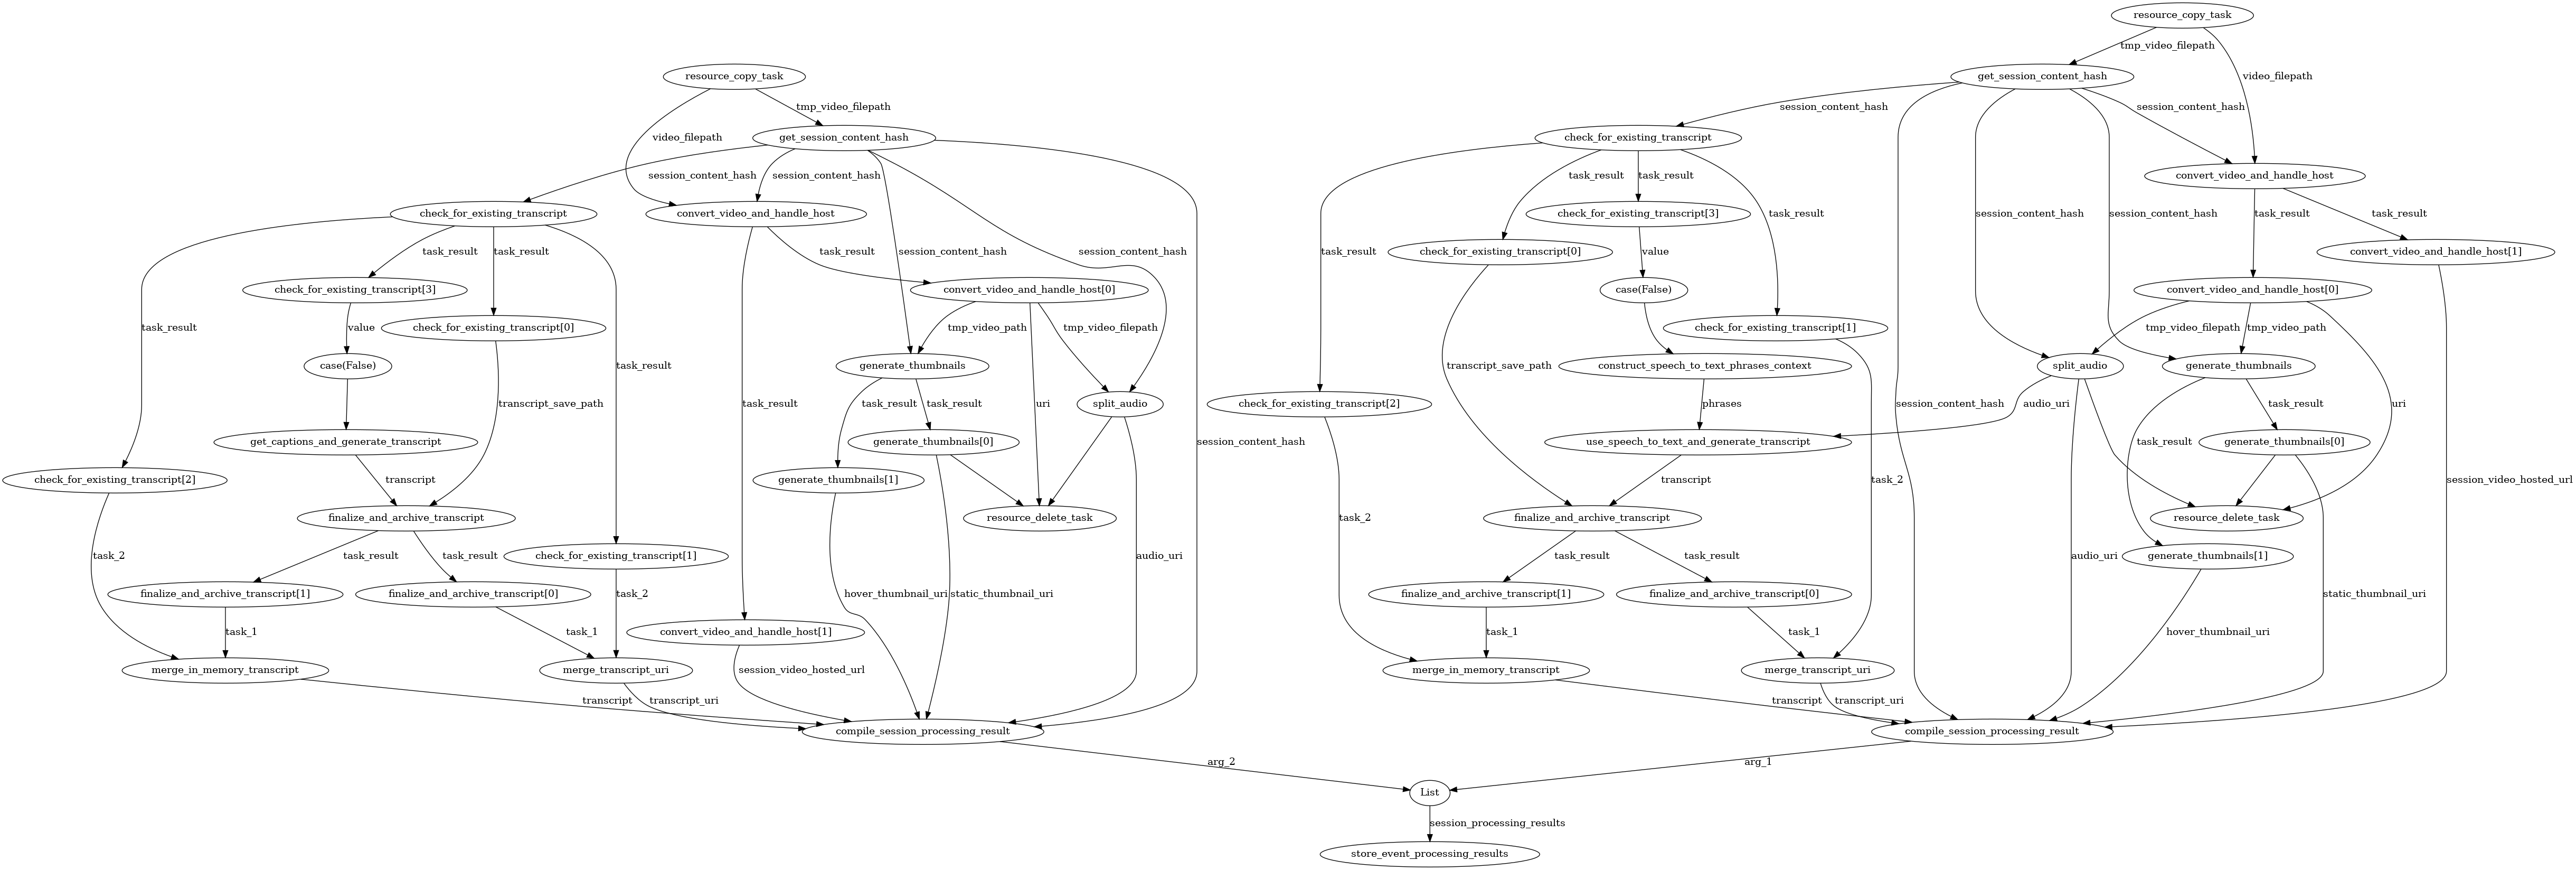 resource_copy_task
tmp_video_filepath
resource_copy_task
get_session_content_hash
video_filepath
tmp_video_filepath
session_content_hash
session_content_hash
video_filepath
get_session_content_hash
check_for_existing_transcript
session_content_hash
session_content_hash
task_result
task_result
convert_video_and_handle_host
check_for_existing_transcript
convert_video_and_handle_host
check_for_existing_transcript[3]
task_result
session_content_hash
session_content_hash
task_result
task_result
task_result
task_result
task_result
session_content_hash
session_content_hash
task_result
check_for_existing_transcript[0]
value
convert_video_and_handle_host[1]
check_for_existing_transcript[3]
convert_video_and_handle_host[0]
case(False)
convert_video_and_handle_host[0]
task_result
value
check_for_existing_transcript[0]
tmp_video_path
tmp_video_filepath
check_for_existing_transcript[1]
tmp_video_filepath
tmp_video_path
case(False)
task_result
generate_thumbnails
transcript_save_path
construct_speech_to_text_phrases_context
split_audio
generate_thumbnails
transcript_save_path
task_result
task_result
task_result
uri
split_audio
check_for_existing_transcript[2]
phrases
session_content_hash
audio_uri
task_result
uri
get_captions_and_generate_transcript
generate_thumbnails[0]
session_content_hash
use_speech_to_text_and_generate_transcript
task_result
generate_thumbnails[0]
check_for_existing_transcript[2]
transcript
generate_thumbnails[1]
transcript
task_2
session_video_hosted_url
finalize_and_archive_transcript
resource_delete_task
task_2
finalize_and_archive_transcript
resource_delete_task
task_2
task_result
task_result
check_for_existing_transcript[1]
audio_uri
task_result
task_result
audio_uri
generate_thumbnails[1]
finalize_and_archive_transcript[1]
finalize_and_archive_transcript[0]
task_2
hover_thumbnail_uri
static_thumbnail_uri
finalize_and_archive_transcript[1]
finalize_and_archive_transcript[0]
static_thumbnail_uri
task_1
task_1
convert_video_and_handle_host[1]
task_1
task_1
hover_thumbnail_uri
merge_in_memory_transcript
merge_transcript_uri
session_video_hosted_url
merge_in_memory_transcript
merge_transcript_uri
transcript
transcript_uri
transcript
transcript_uri
compile_session_processing_result
compile_session_processing_result
arg_2
arg_1
List
session_processing_results
store_event_processing_results